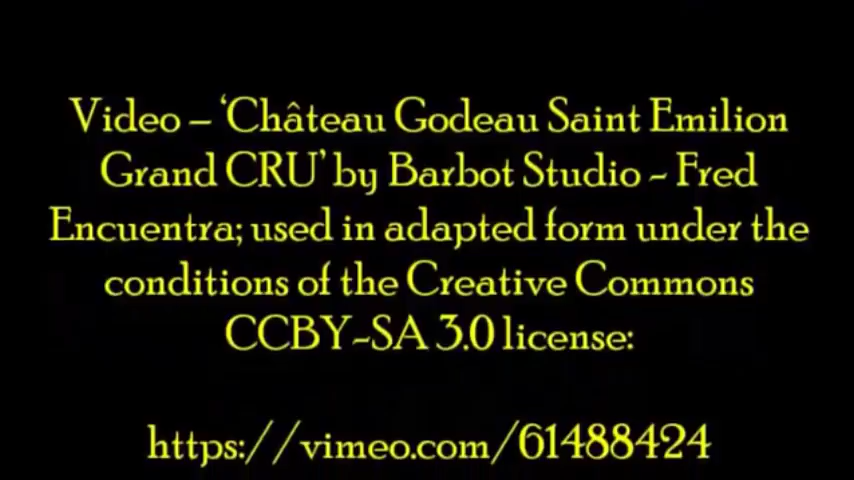 Video – ‘Château Godeau Saint Emilion
Grand CRU’ by Barbot Studio - Fred
Encuentra; used in adapted form under the
conditions of the Creative Commons
CCBY-SA 3.0 license:
https://vimeo.com/61488424